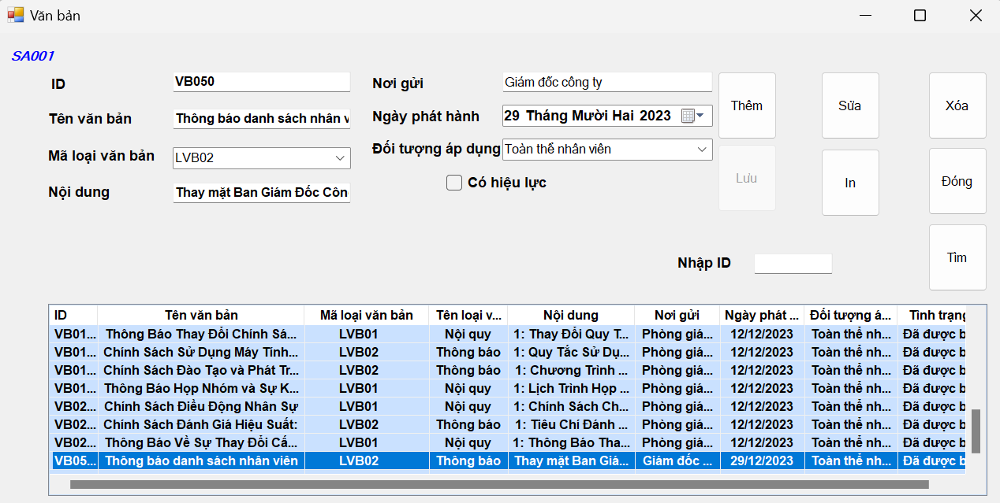 Văn bản
SA001
ID VB050 Nơi gửi Giám đốc công ty
Tên văn bản Thông báo danh sách nhân v Ngày phát hành 29 Tháng Mười Hai 2023
Mã loại văn bản LVB02 Đối tượng áp dụng Toàn thể nhân viên
Nội dung Thay mặt Ban Giám Đốc Côn Có hiệu lực
Thêm Sửa Xóa
Lưu In Đóng
Nhập ID Tìm
ID Tên văn bản Mã loại văn bản Tên loại v... Nội dung Nơi gửi Ngày phát ... Đối tượng á... Tình trạng
VB01... Thông Báo Thay Đổi Chính Sá... LVB01 Nội quy 1: Thay Đổi Quy T... Phòng giá... 12/12/2023 Toàn thể nh... Đã được b
VB01... Chính Sách Sử Dụng Máy Tính... LVB02 Thông báo 1: Quy Tắc Sử Dụ... Phòng giá... 12/12/2023 Toàn thể nh... Đã được b
VB01... Chính Sách Đào Tạo và Phát Tr... LVB02 Thông báo 1: Chương Trình ... Phòng giá... 12/12/2023 Toàn thể nh... Đã được b
VB01... Thông Báo Họp Nhóm và Sự K... LVB01 Nội quy 1: Lịch Trình Họp ... Phòng giá... 12/12/2023 Toàn thể nh... Đã được b
VB02... Chính Sách Điều Động Nhân Sự LVB01 Nội quy 1: Chính Sách Ch... Phòng giá... 12/12/2023 Toàn thể nh... Đã được b
VB02... Chính Sách Đánh Giá Hiệu Suất: LVB02 Thông báo 1: Tiêu Chí Đánh ... Phòng giá... 12/12/2023 Toàn thể nh... Đã được b
VB02... Thông Báo Về Sự Thay Đổi Cấ... LVB01 Nội quy 1: Thông Báo Tha... Phòng giá... 12/12/2023 Toàn thể nh... Đã được b
VB05... Thông báo danh sách nhân viên LVB02 Thông báo Thay mặt Ban Giá... Giám đốc ... 29/12/2023 Toàn thể nh... Đã được b